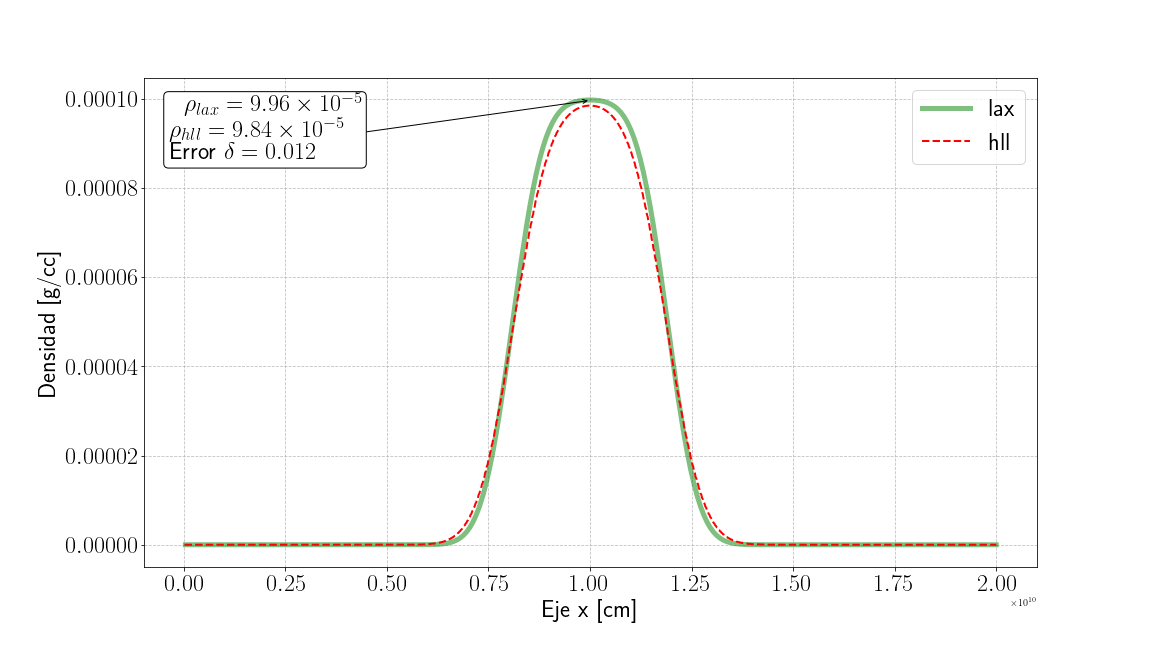 ρ_lax = 9.96 × 10^−5
ρ_hll = 9.84 × 10^−5
Error δ = 0.012
lax
hll
0.00010
0.00008
0.00006
0.00004
0.00002
0.00000
Densidad [g/cc]
0.00 0.25 0.50 0.75 1.00 1.25 1.50 1.75 2.00
×10^10
Eje x [cm]